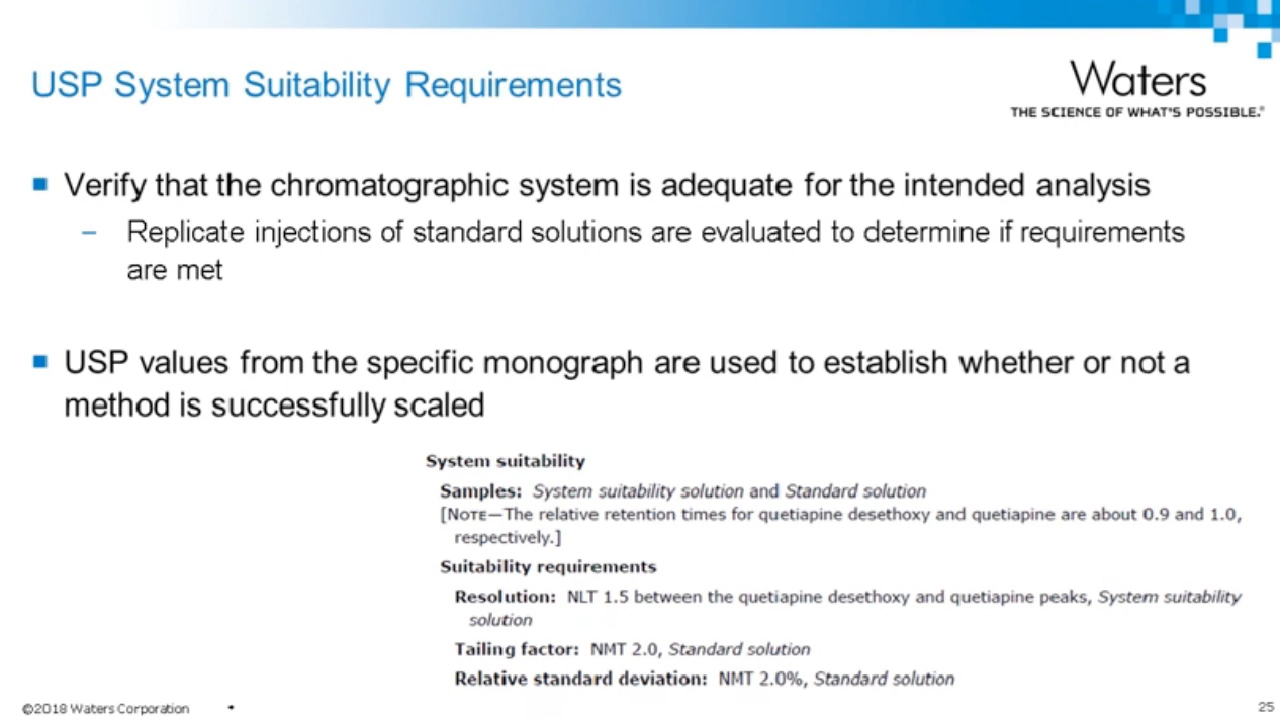 USP System Suitability Requirements
Waters
THE SCIENCE OF WHAT'S POSSIBLE.®
Verify that the chromatographic system is adequate for the intended analysis
– Replicate injections of standard solutions are evaluated to determine if requirements
are met
USP values from the specific monograph are used to establish whether or not a
method is successfully scaled
System suitability
Samples: System suitability solution and Standard solution
[NOTE—The relative retention times for quetiapine desethoxy and quetiapine are about 0.9 and 1.0,
respectively.]
Suitability requirements
Resolution: NLT 1.5 between the quetiapine desethoxy and quetiapine peaks, System suitability
solution
Tailing factor: NMT 2.0, Standard solution
Relative standard deviation: NMT 2.0%, Standard solution
©2018 Waters Corporation
25